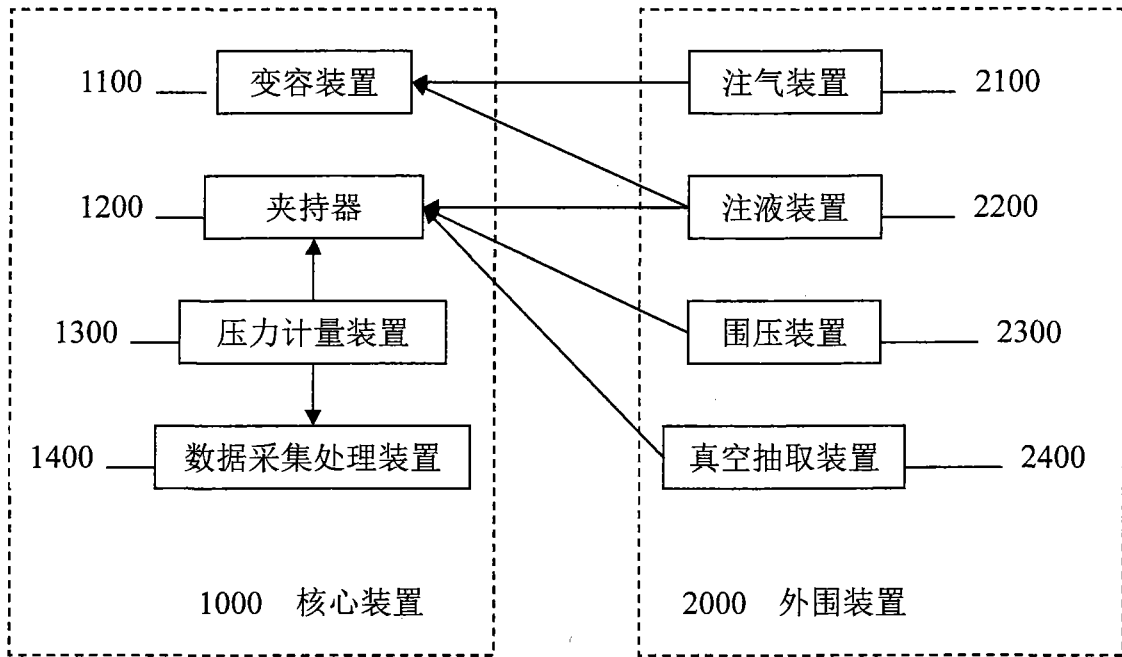 1100 变容装置 注气装置 2100
1200 夹持器 注液装置 2200
1300 压力计量装置 围压装置 2300
1400 数据采集处理装置 真空抽取装置 2400
1000 核心装置 2000 外围装置